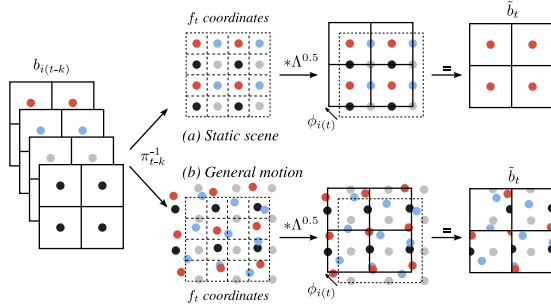 f_t coordinates
b̃_t
b_{i(t-k)}
*Λ^{0.5}
=
ϕ_{i(t)}
(a) Static scene
π_{t-k}^{-1}
(b) General motion
b̃_t
*Λ^{0.5}
=
ϕ_{i(t)}
f_t coordinates